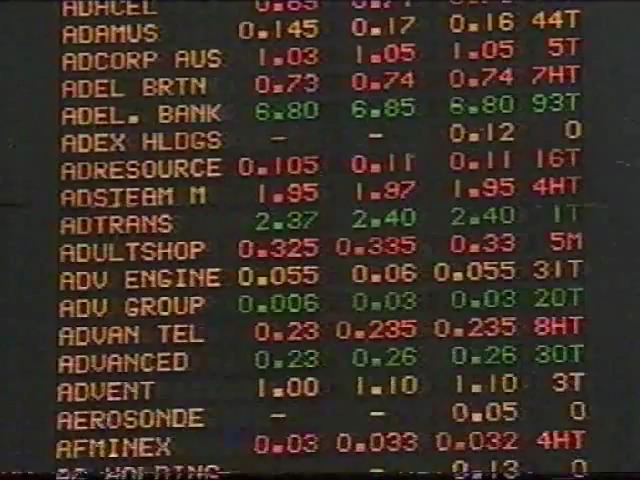 ADACEL
ADAMUS 0.145 0.17 0.16 44T
ADCORP AUS 1.03 1.05 1.05 5T
ADEL BRTN 0.73 0.74 0.74 7HT
ADEL. BANK 6.80 6.85 6.80 93T
ADEX HLDGS - - 0.12 0
ADRESOURCE 0.105 0.11 0.11 16T
ADSTEAM M 1.95 1.97 1.95 4HT
ADTRANS 2.37 2.40 2.40 1T
ADULTSHOP 0.325 0.335 0.33 5M
ADV ENGINE 0.055 0.06 0.055 31T
ADV GROUP 0.006 0.03 0.03 20T
ADVAN TEL 0.23 0.235 0.235 8HT
ADVANCED 0.23 0.26 0.26 30T
ADVENT 1.00 1.10 1.10 3T
AEROSONDE - - 0.05 0
AFMINEX 0.03 0.033 0.032 4HT
HOLDING - 0.13 0